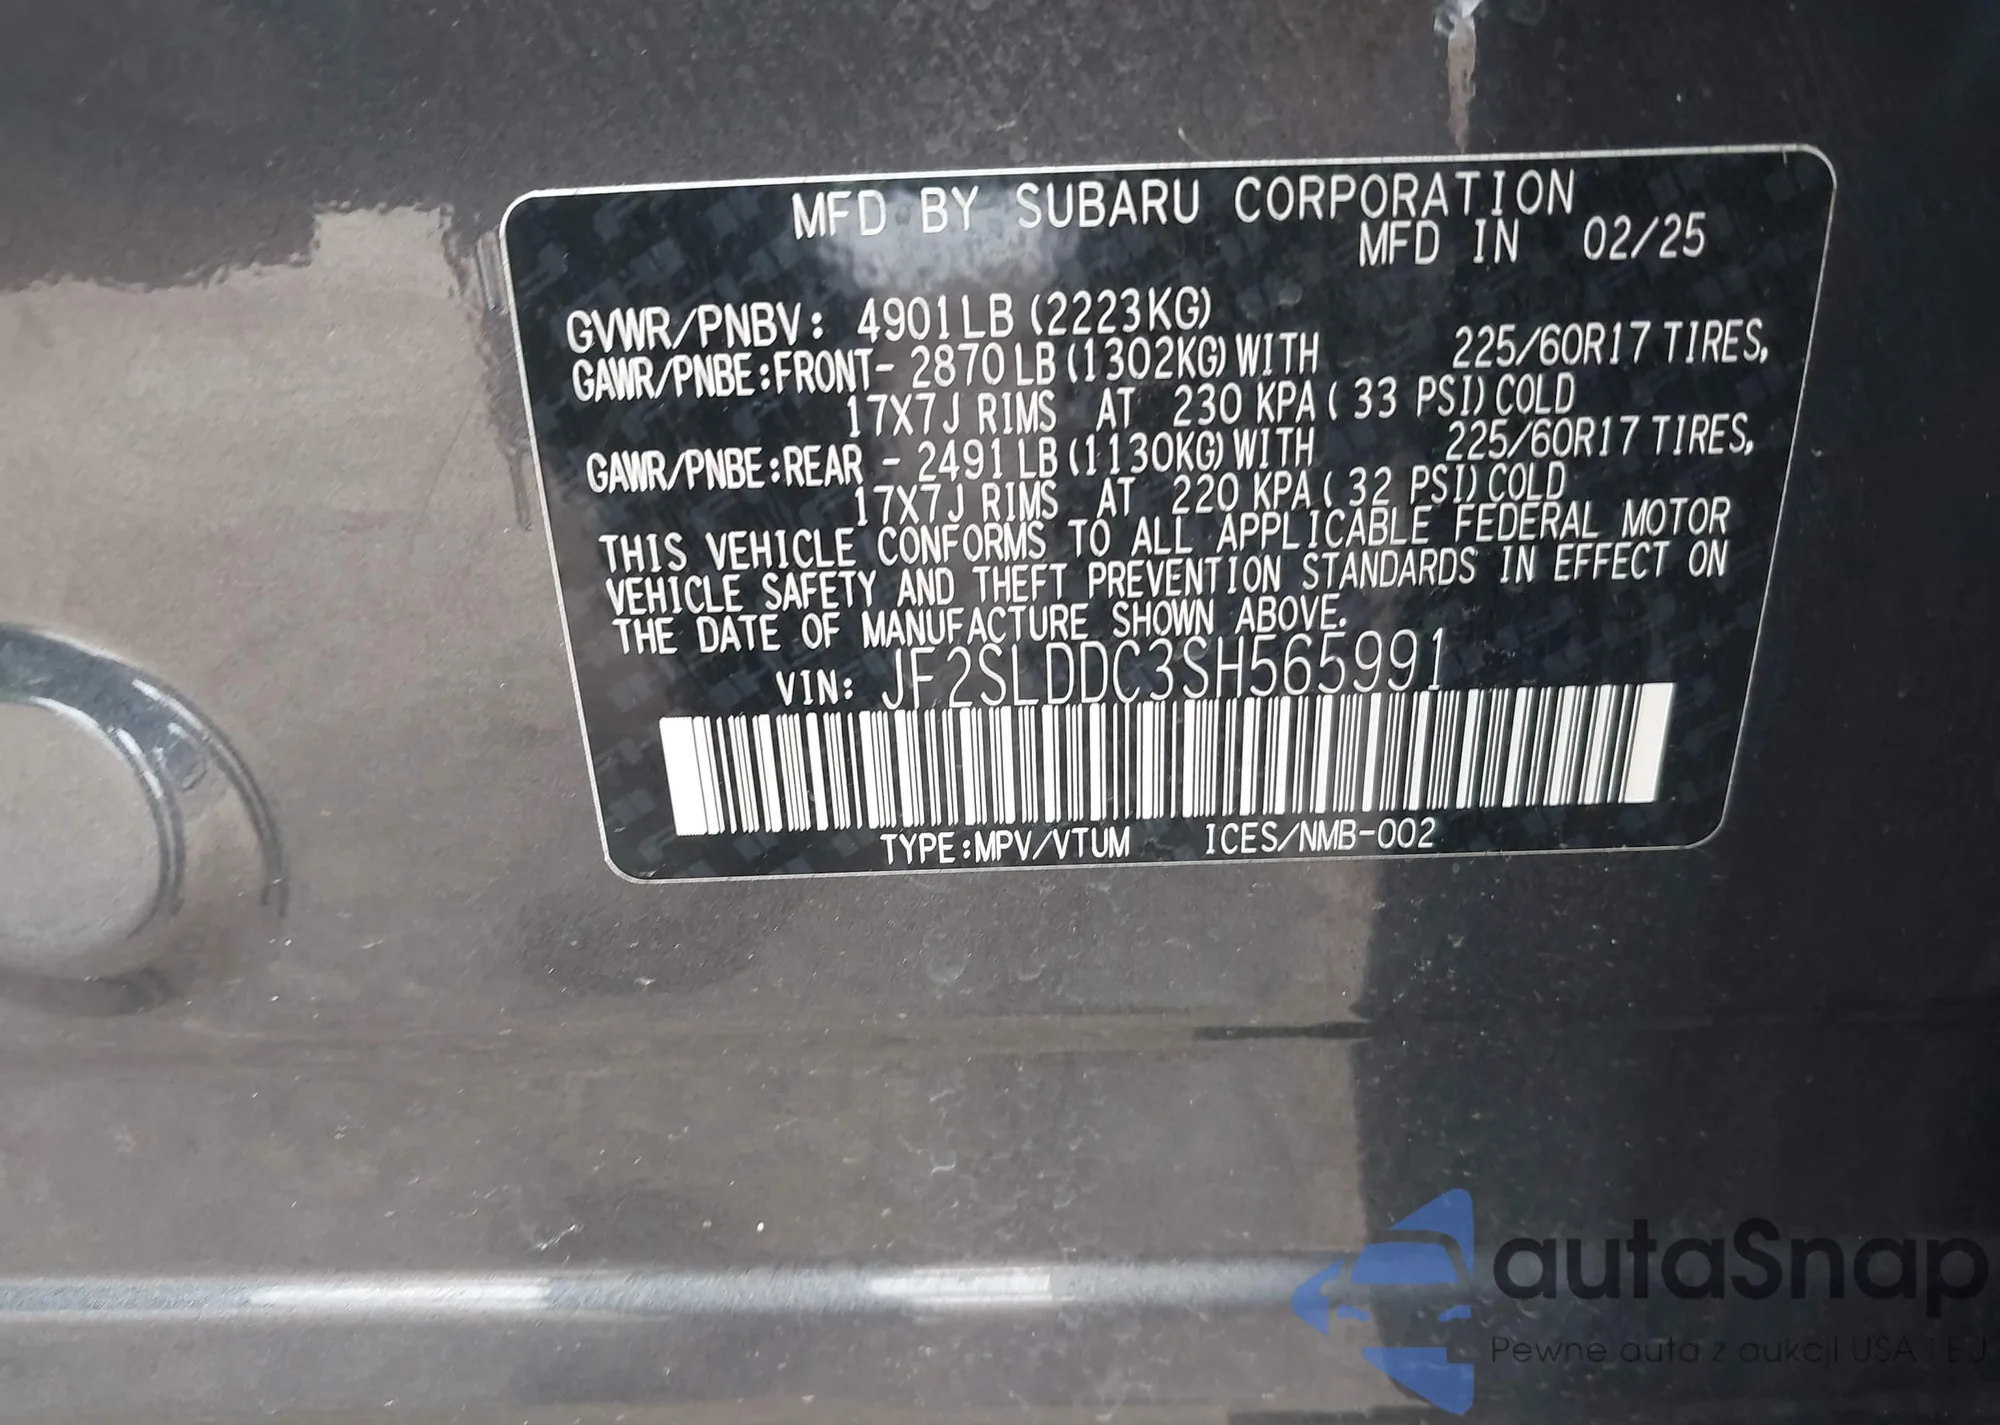 MFD BY SUBARU CORPORATION
MFD IN 02/25
GVWR/PNBV: 4901LB (2223KG)
GAWR/PNBE:FRONT- 2870LB(1302KG)WITH 225/60R17 TIRES,
17X7J RIMS AT 230 KPA( 33 PSI)COLD
GAWR/PNBE:REAR - 2491LB(1130KG)WITH 225/60R17 TIRES,
17X7J RIMS AT 220 KPA( 32 PSI)COLD
THIS VEHICLE CONFORMS TO ALL APPLICABLE FEDERAL MOTOR
VEHICLE SAFETY AND THEFT PREVENTION STANDARDS IN EFFECT ON
THE DATE OF MANUFACTURE SHOWN ABOVE.
VIN: JF2SLDDC3SH565991
TYPE:MPV/VTUM ICES/NMB-002
autaSnap
Pewne auta z aukcji USA i EU